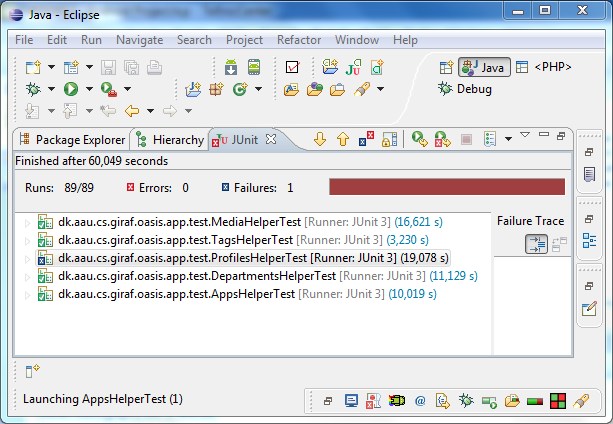 Java - Eclipse
File Edit Run Navigate Search Project Refactor Window Help
Java <PHP>
Debug
Package Explorer Hierarchy JUnit
Finished after 60,049 seconds
Runs: 89/89 Errors: 0 Failures: 1
dk.aau.cs.giraf.oasis.app.test.MediaHelperTest [Runner: JUnit 3] (16,621 s)
Failure Trace
dk.aau.cs.giraf.oasis.app.test.TagsHelperTest [Runner: JUnit 3] (3,230 s)
dk.aau.cs.giraf.oasis.app.test.ProfilesHelperTest [Runner: JUnit 3] (19,078 s)
dk.aau.cs.giraf.oasis.app.test.DepartmentsHelperTest [Runner: JUnit 3] (11,129 s)
dk.aau.cs.giraf.oasis.app.test.AppsHelperTest [Runner: JUnit 3] (10,019 s)
Launching AppsHelperTest (1)